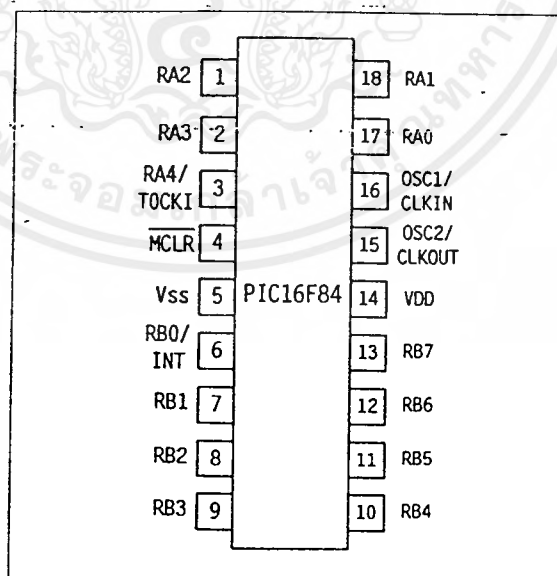 RA2 1 18 RA1
RA3 2 17 RA0
RA4/ TOCKI 3 16 OSC1/ CLKIN
MCLR 4 15 OSC2/ CLKOUT
Vss 5 PIC16F84 14 VDD
RB0/ INT 6 13 RB7
RB1 7 12 RB6
RB2 8 11 RB5
RB3 9 10 RB4